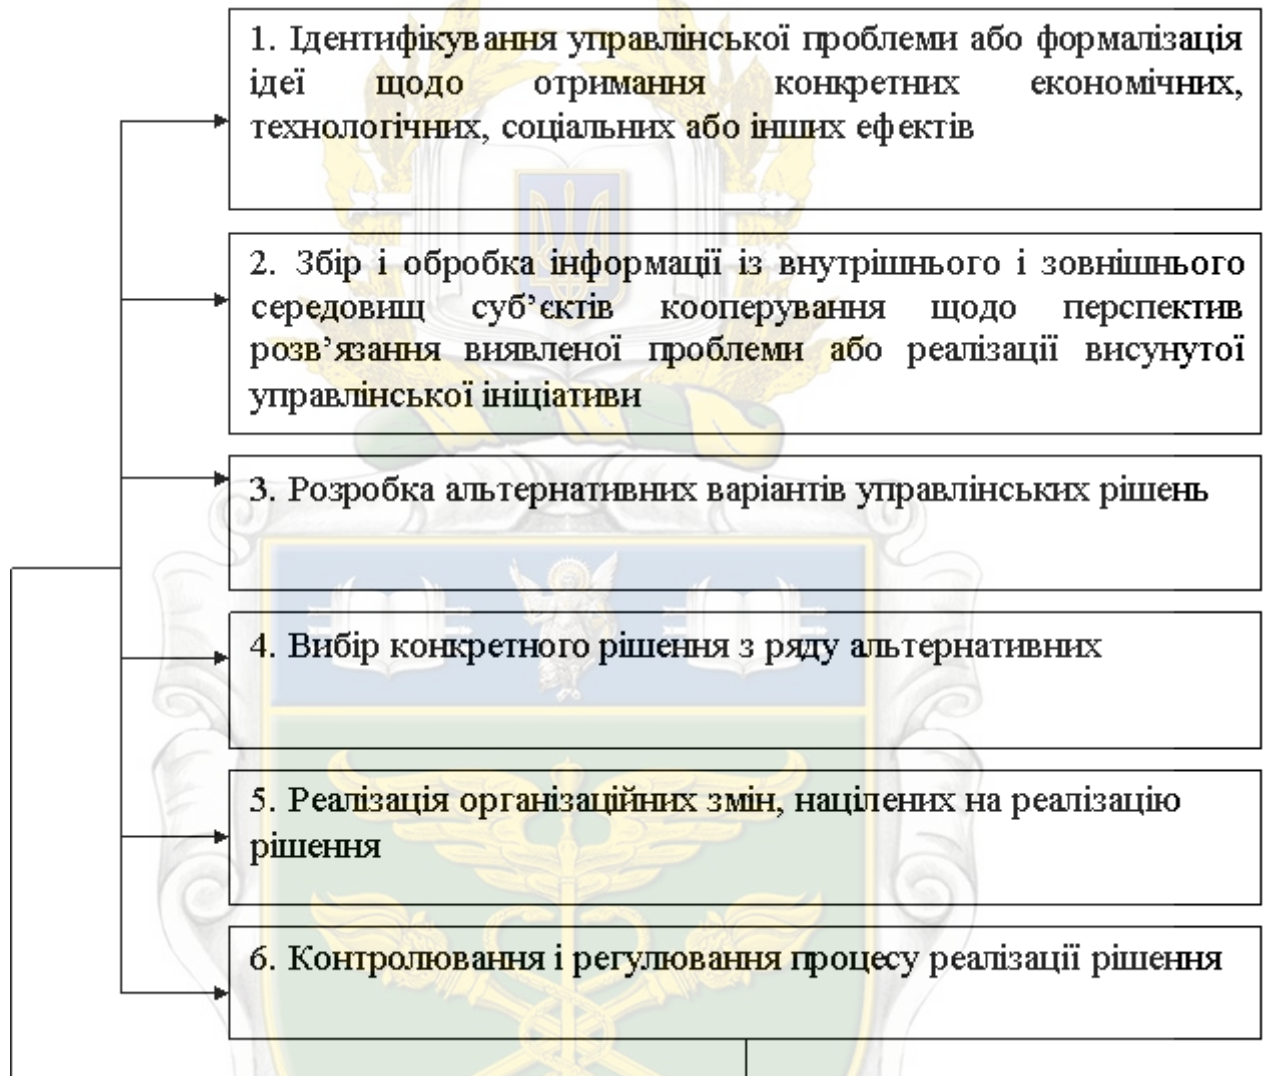 1. Ідентифікування управлінської проблеми або формалізація
ідеї щодо отримання конкретних економічних,
технологічних, соціальних або інших ефектів
2. Збір і обробка інформації із внутрішнього і зовнішнього
середовищ суб’єктів кооперування щодо перспектив
розв’язання виявленої проблеми або реалізації висунутої
управлінської ініціативи
3. Розробка альтернативних варіантів управлінських рішень
4. Вибір конкретного рішення з ряду альтернативних
5. Реалізація організаційних змін, націлених на реалізацію
рішення
6. Контролювання і регулювання процесу реалізації рішення